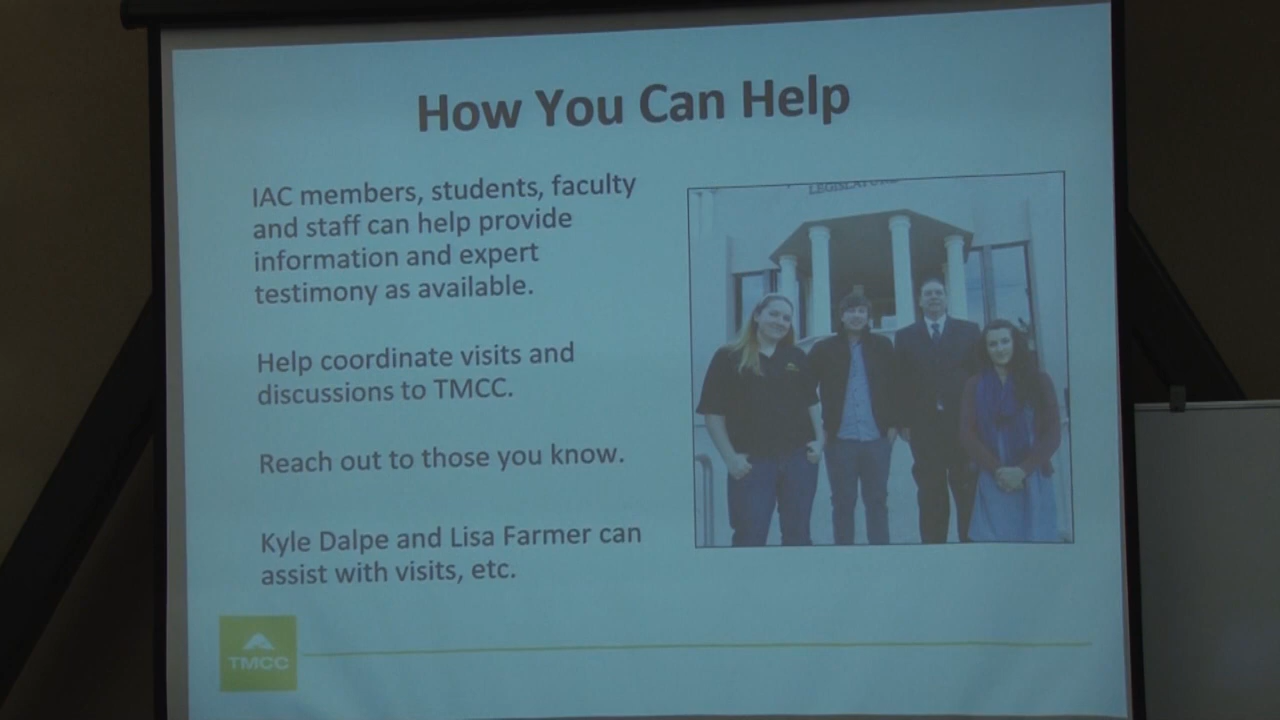 How You Can Help
IAC members, students, faculty
and staff can help provide
information and expert
testimony as available.
Help coordinate visits and
discussions to TMCC.
Reach out to those you know.
Kyle Dalpe and Lisa Farmer can
assist with visits, etc.
LEGISLATURE
TMCC